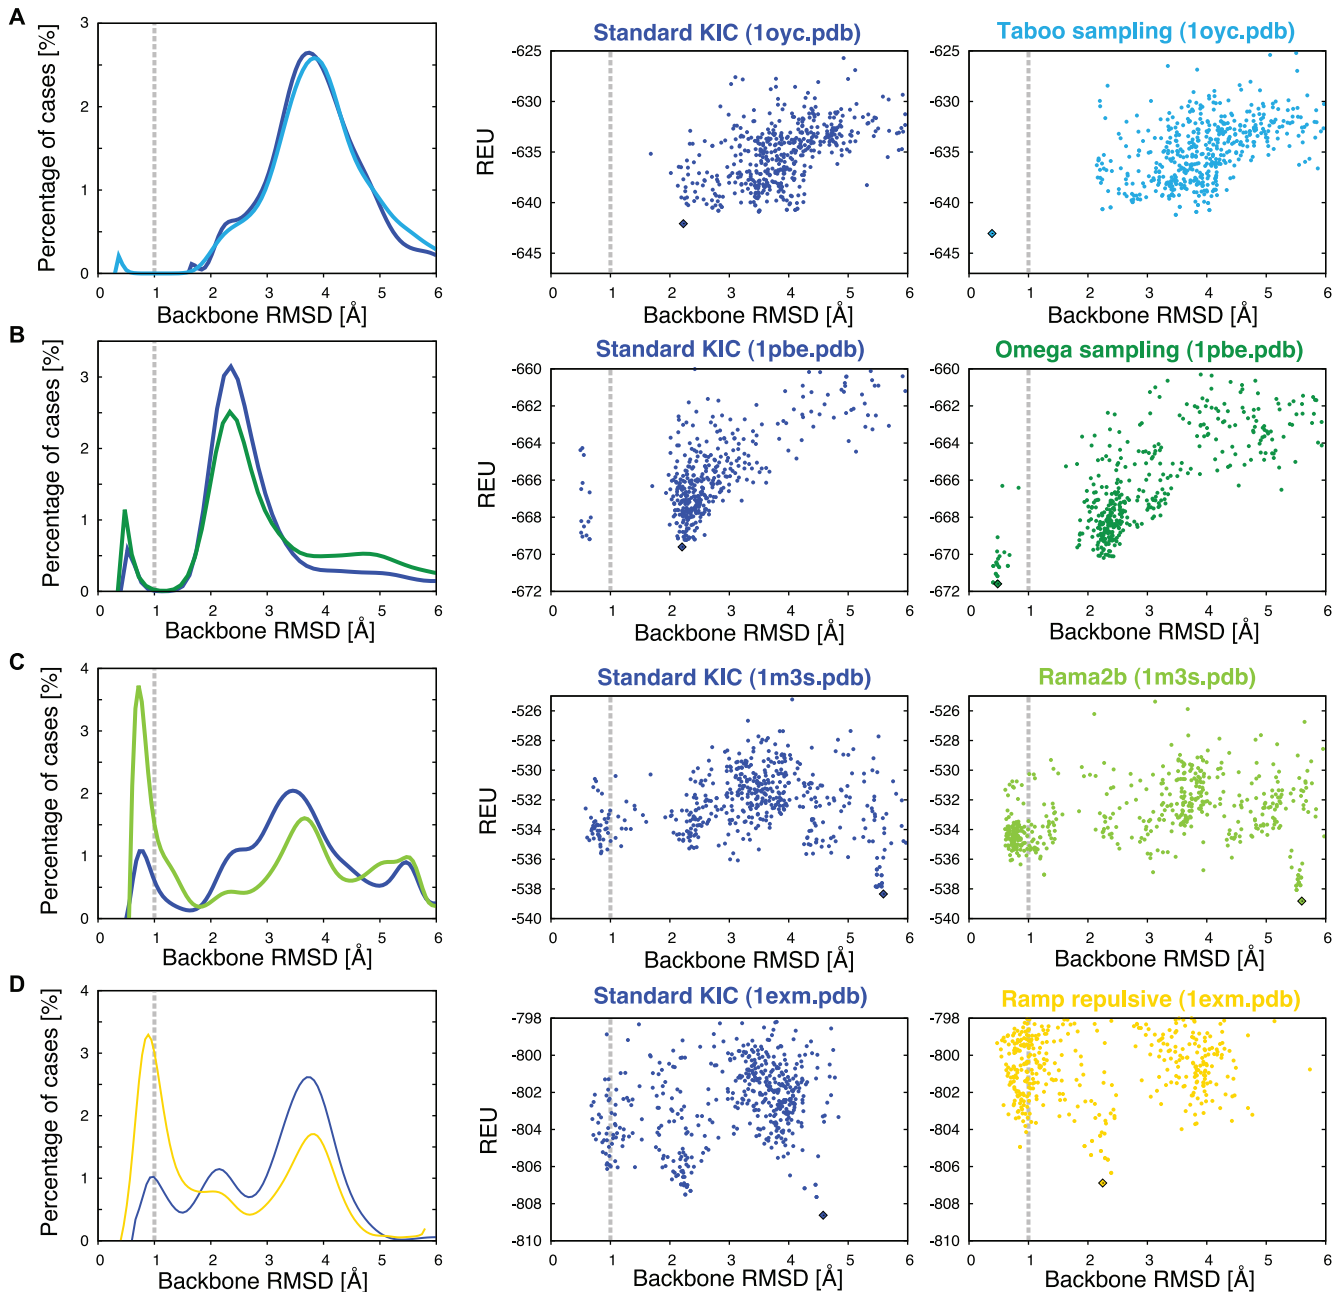 A
Percentage of cases [%]
3
2
1
0
0 1 2 3 4 5 6
Backbone RMSD [Å]
Standard KIC (1oyc.pdb)
REU
-625
-630
-635
-640
-645
0 1 2 3 4 5 6
Backbone RMSD [Å]
Taboo sampling (1oyc.pdb)
-625
-630
-635
-640
-645
0 1 2 3 4 5 6
Backbone RMSD [Å]
B
Percentage of cases [%]
3
2
1
0
0 1 2 3 4 5 6
Backbone RMSD [Å]
Standard KIC (1pbe.pdb)
REU
-660
-662
-664
-666
-668
-670
-672
0 1 2 3 4 5 6
Backbone RMSD [Å]
Omega sampling (1pbe.pdb)
-660
-662
-664
-666
-668
-670
-672
0 1 2 3 4 5 6
Backbone RMSD [Å]
C
Percentage of cases [%]
4
3
2
1
0
0 1 2 3 4 5 6
Backbone RMSD [Å]
Standard KIC (1m3s.pdb)
REU
-526
-528
-530
-532
-534
-536
-538
-540
0 1 2 3 4 5 6
Backbone RMSD [Å]
Rama2b (1m3s.pdb)
-526
-528
-530
-532
-534
-536
-538
-540
0 1 2 3 4 5 6
Backbone RMSD [Å]
D
Percentage of cases [%]
4
3
2
1
0
0 1 2 3 4 5 6
Backbone RMSD [Å]
Standard KIC (1exm.pdb)
REU
-798
-800
-802
-804
-806
-808
-810
0 1 2 3 4 5 6
Backbone RMSD [Å]
Ramp repulsive (1exm.pdb)
-798
-800
-802
-804
-806
-808
-810
0 1 2 3 4 5 6
Backbone RMSD [Å]